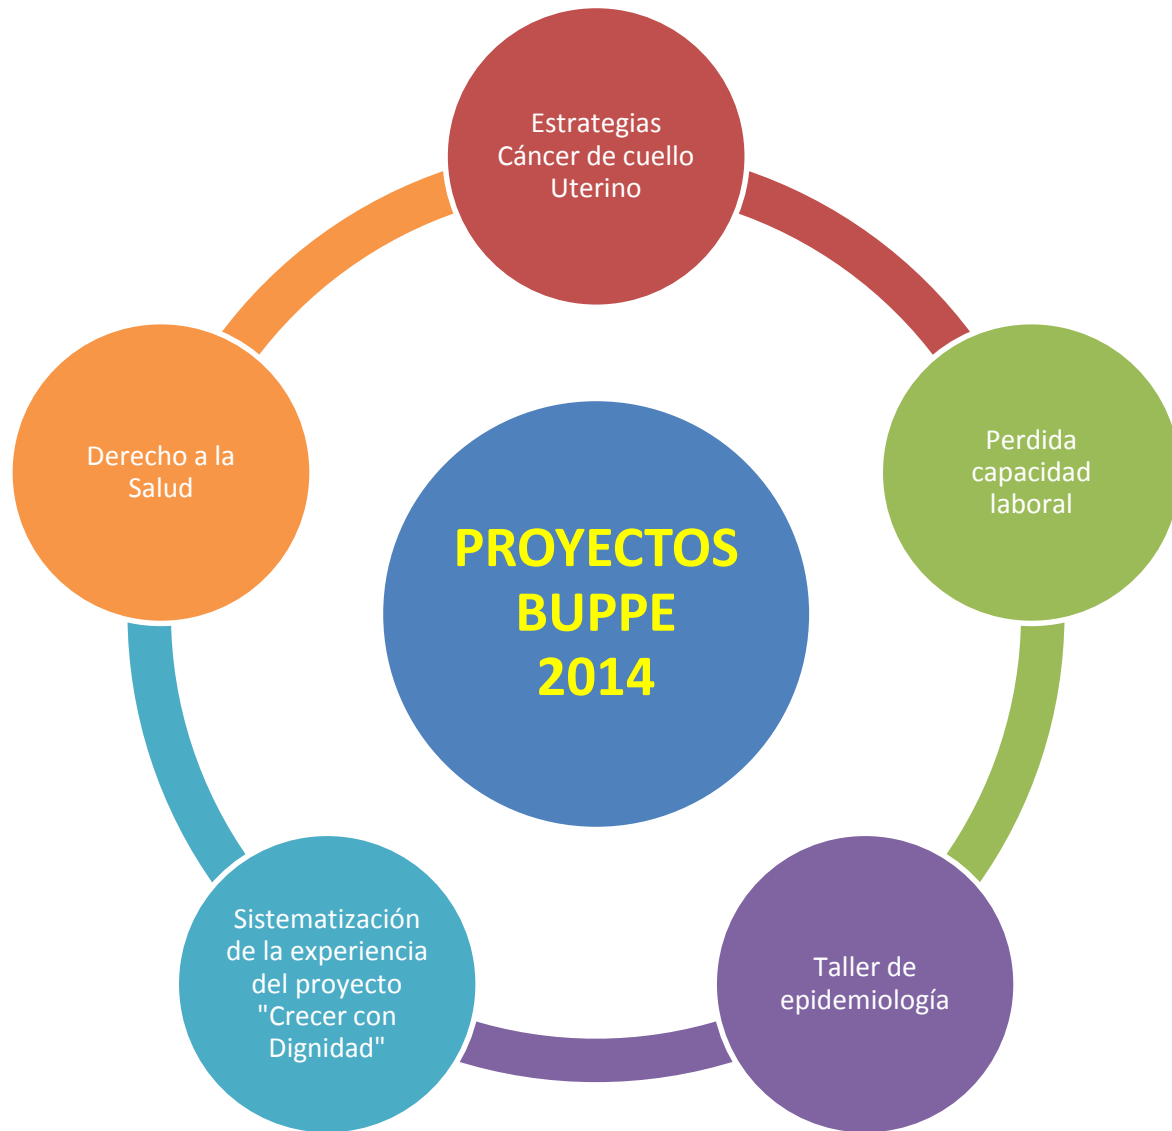 Estrategias
Cáncer de cuello
Uterino
Derecho a la
Salud
Perdida
capacidad
laboral
PROYECTOS
BUPPE
2014
Sistematización
de la experiencia
del proyecto
"Crecer con
Dignidad"
Taller de
epidemiología